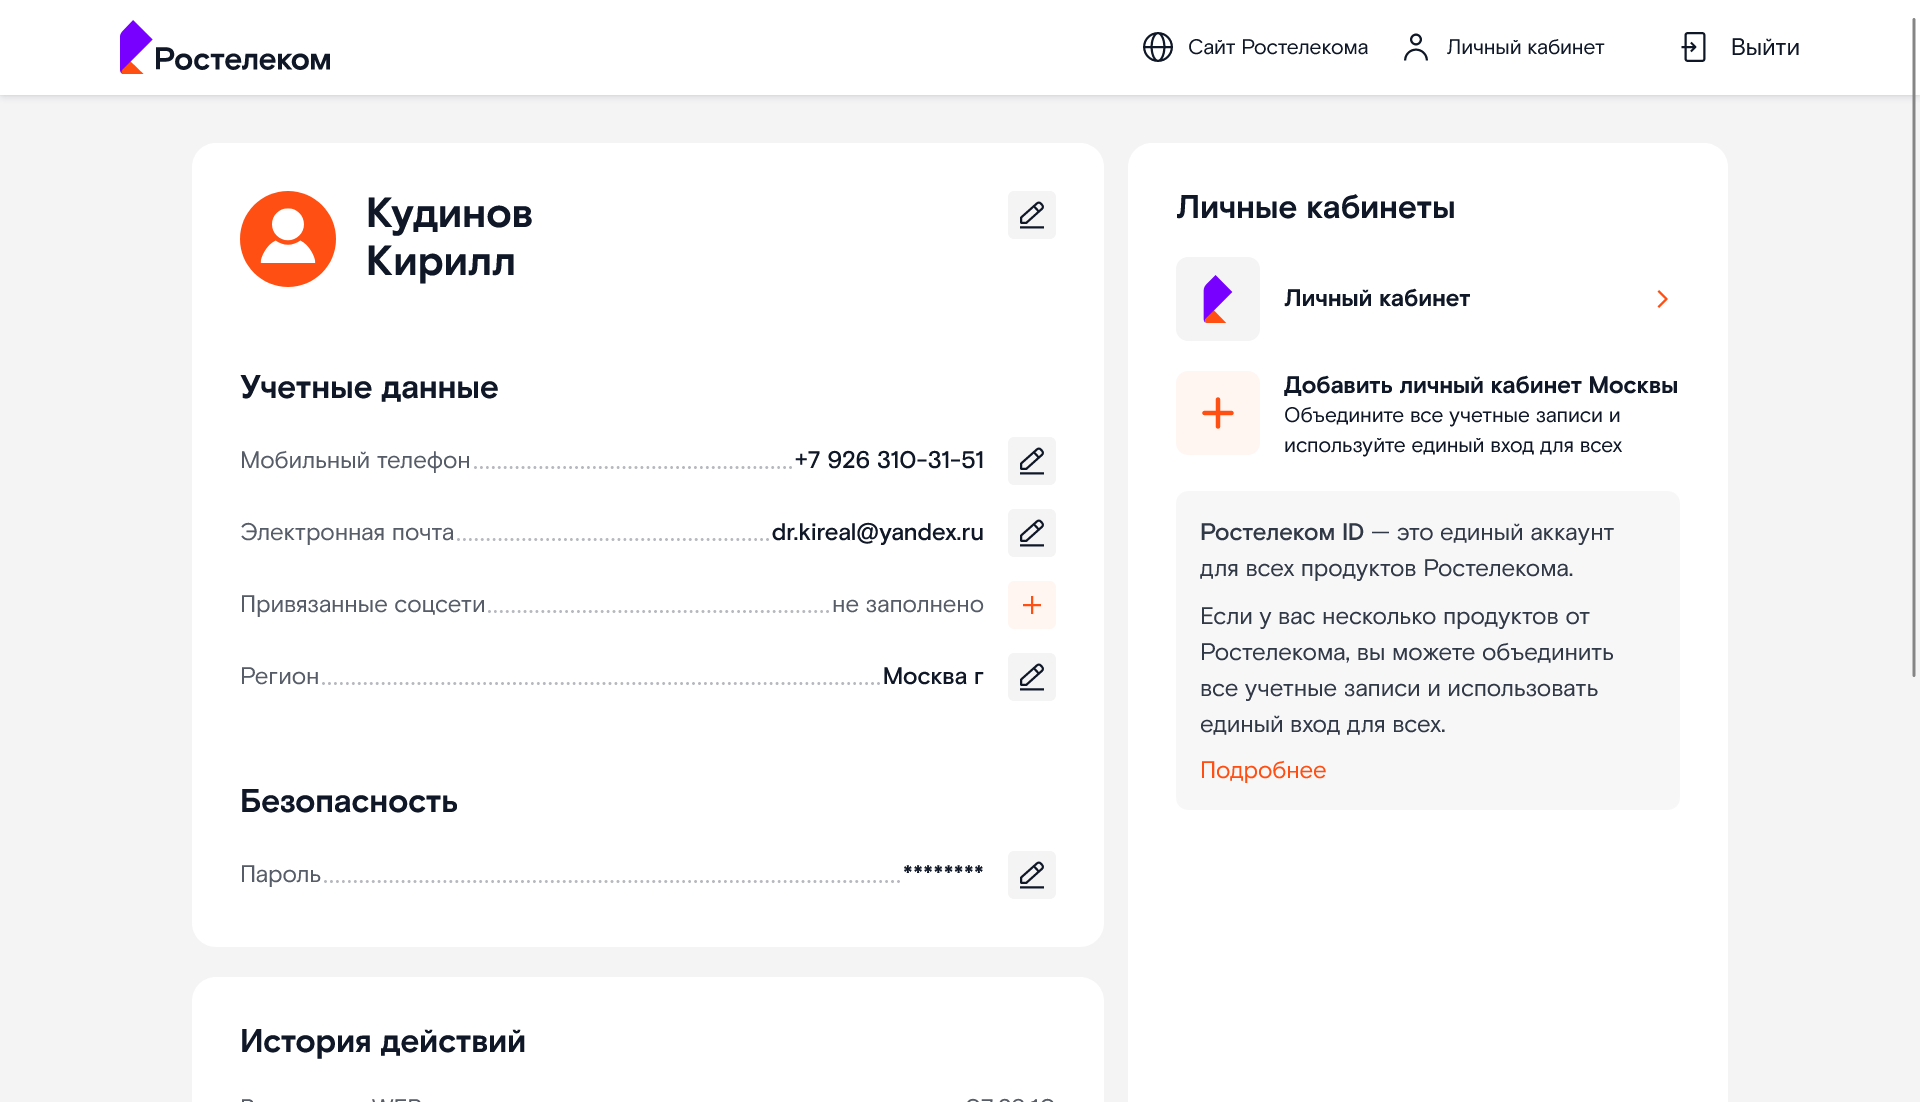 Ростелеком
Сайт Ростелекома
Личный кабинет
Выйти
Кудинов
Кирилл
Учетные данные
Мобильный телефон
+7 926 310-31-51
Электронная почта
dr.kireal@yandex.ru
Привязанные соцсети
не заполнено
Регион
Москва г
Безопасность
Пароль
********
История действий
Личные кабинеты
Личный кабинет
Добавить личный кабинет Москвы
Объедините все учетные записи и
используйте единый вход для всех
Ростелеком ID — это единый аккаунт
для всех продуктов Ростелекома.
Если у вас несколько продуктов от
Ростелекома, вы можете объединить
все учетные записи и использовать
единый вход для всех.
Подробнее